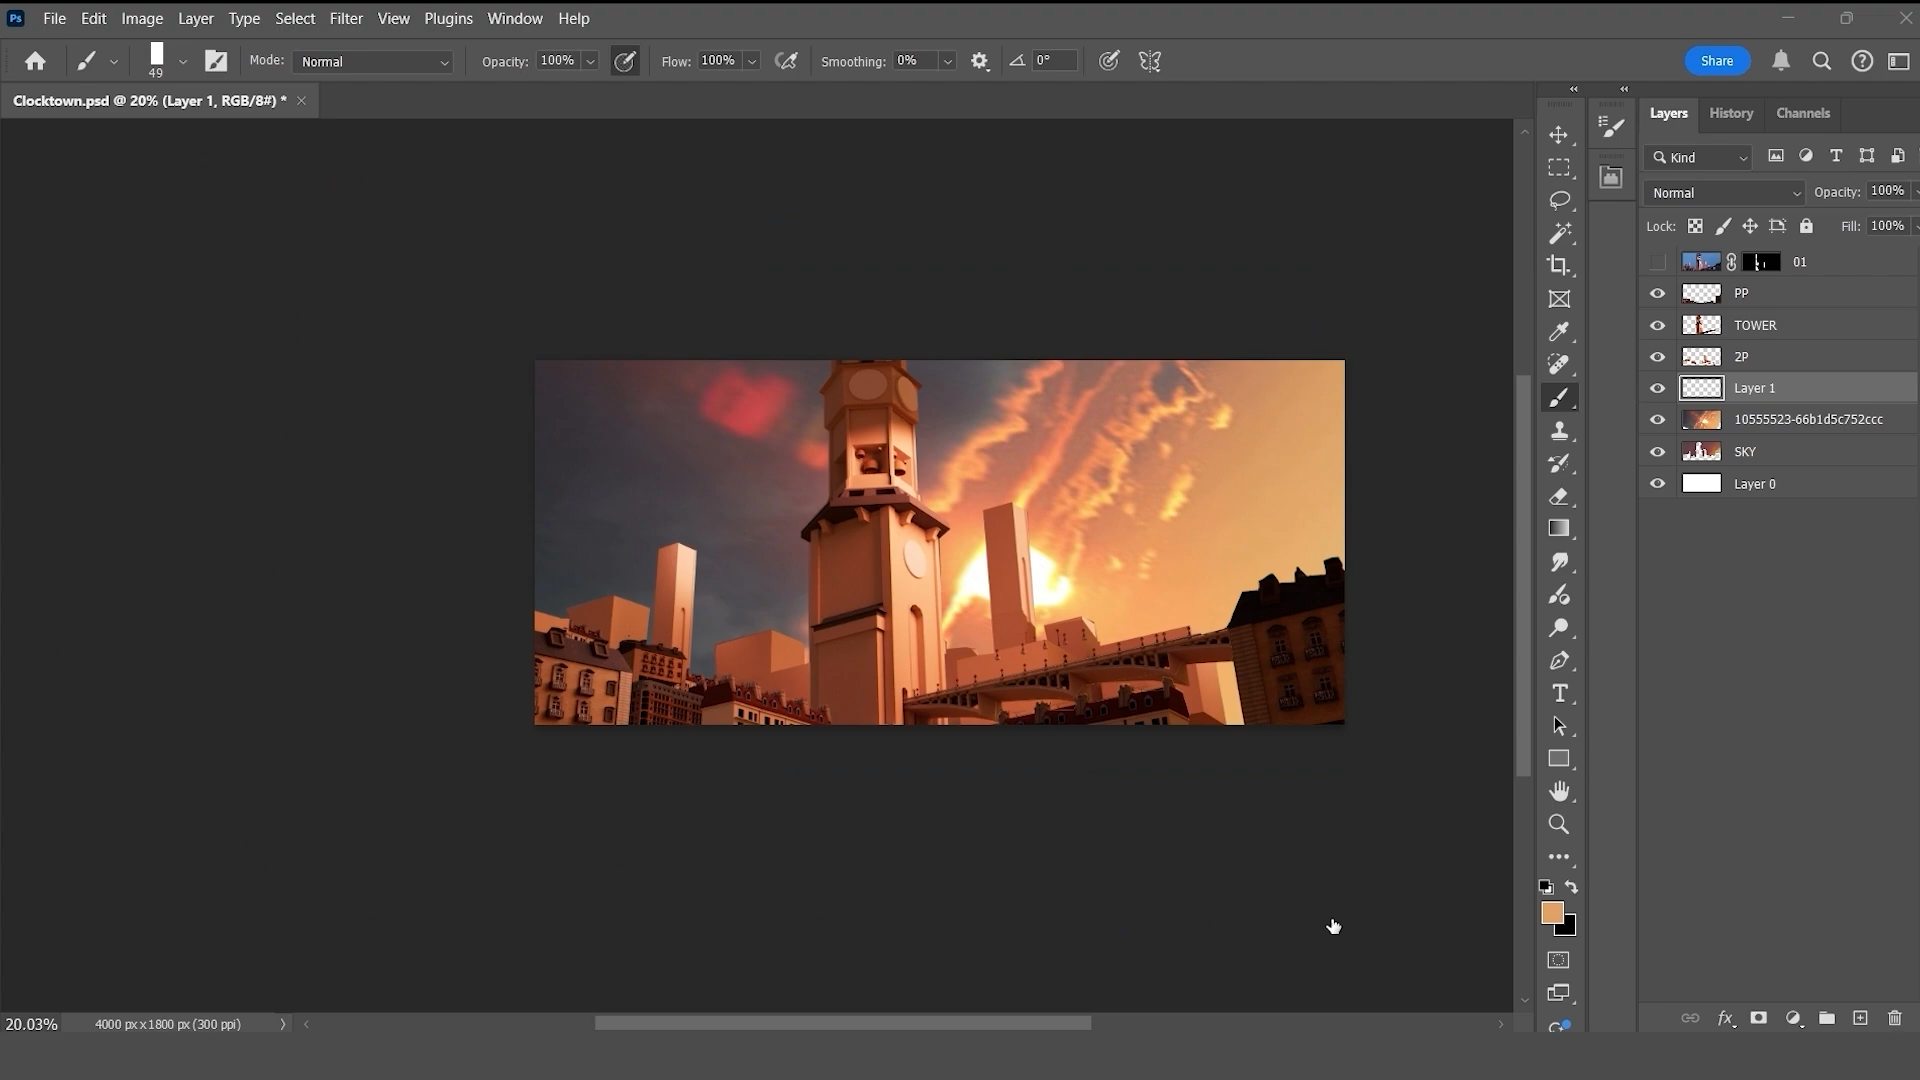 Ps File Edit Image Layer Type Select Filter View Plugins Window Help
49 Mode: Normal Opacity: 100% Flow: 100% Smoothing: 0% 0° Share
Clocktown.psd @ 20% (Layer 1, RGB/8#) *
Layers History Channels
Kind
Normal Opacity: 100%
Lock: Fill: 100%
01
PP
TOWER
2P
Layer 1
10555523-66b1d5c752ccc
SKY
Layer 0
20.03% 4000 px x 1800 px (300 ppi)